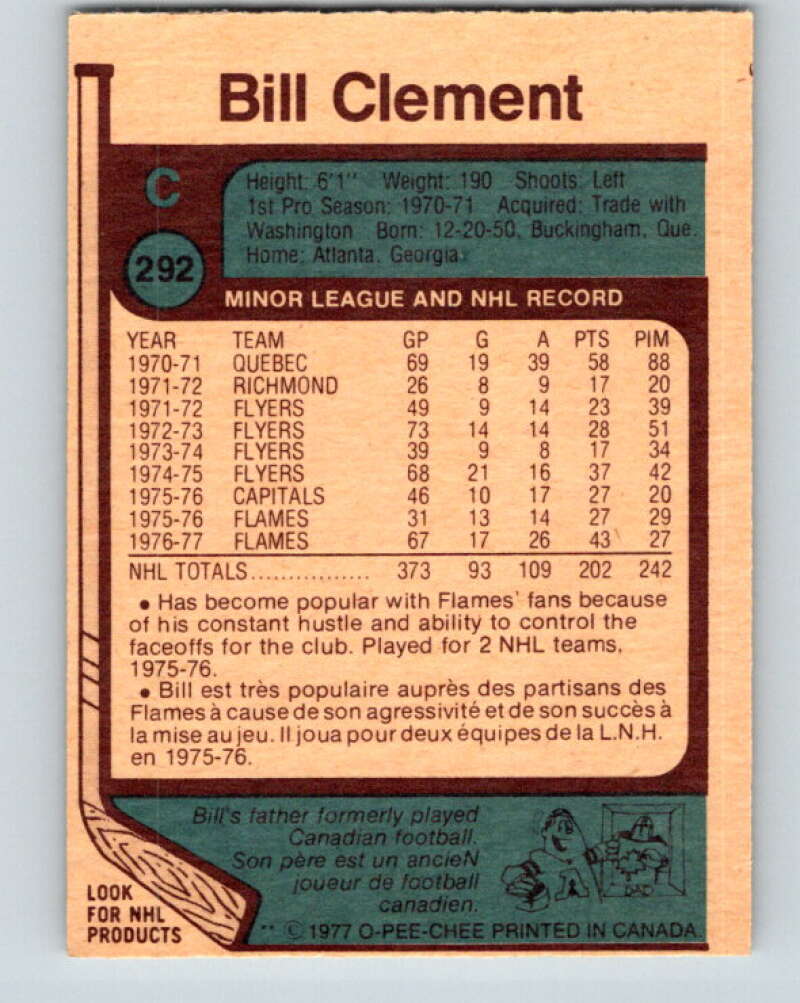 Bill Clement
C
Height: 6'1" Weight: 190 Shoots: Left
1st Pro Season: 1970-71 Acquired: Trade with
Washington Born: 12-20-50, Buckingham, Que.
Home: Atlanta, Georgia.
292
MINOR LEAGUE AND NHL RECORD
YEAR TEAM GP G A PTS PIM
1970-71 QUEBEC 69 19 39 58 88
1971-72 RICHMOND 26 8 9 17 20
1971-72 FLYERS 49 9 14 23 39
1972-73 FLYERS 73 14 14 28 51
1973-74 FLYERS 39 9 8 17 34
1974-75 FLYERS 68 21 16 37 42
1975-76 CAPITALS 46 10 17 27 20
1975-76 FLAMES 31 13 14 27 29
1976-77 FLAMES 67 17 26 43 27
NHL TOTALS................ 373 93 109 202 242
• Has become popular with Flames' fans because
of his constant hustle and ability to control the
faceoffs for the club. Played for 2 NHL teams,
1975-76.
• Bill est très populaire auprès des partisans des
Flames à cause de son agressivité et de son succès à
la mise au jeu. Il joua pour deux équipes de la L.N.H.
en 1975-76.
Bill's father formerly played
Canadian football.
Son père est un ancieN
joueur de football
canadien.
A
DAD
LOOK
FOR NHL
PRODUCTS
** © 1977 O-PEE-CHEE PRINTED IN CANADA.